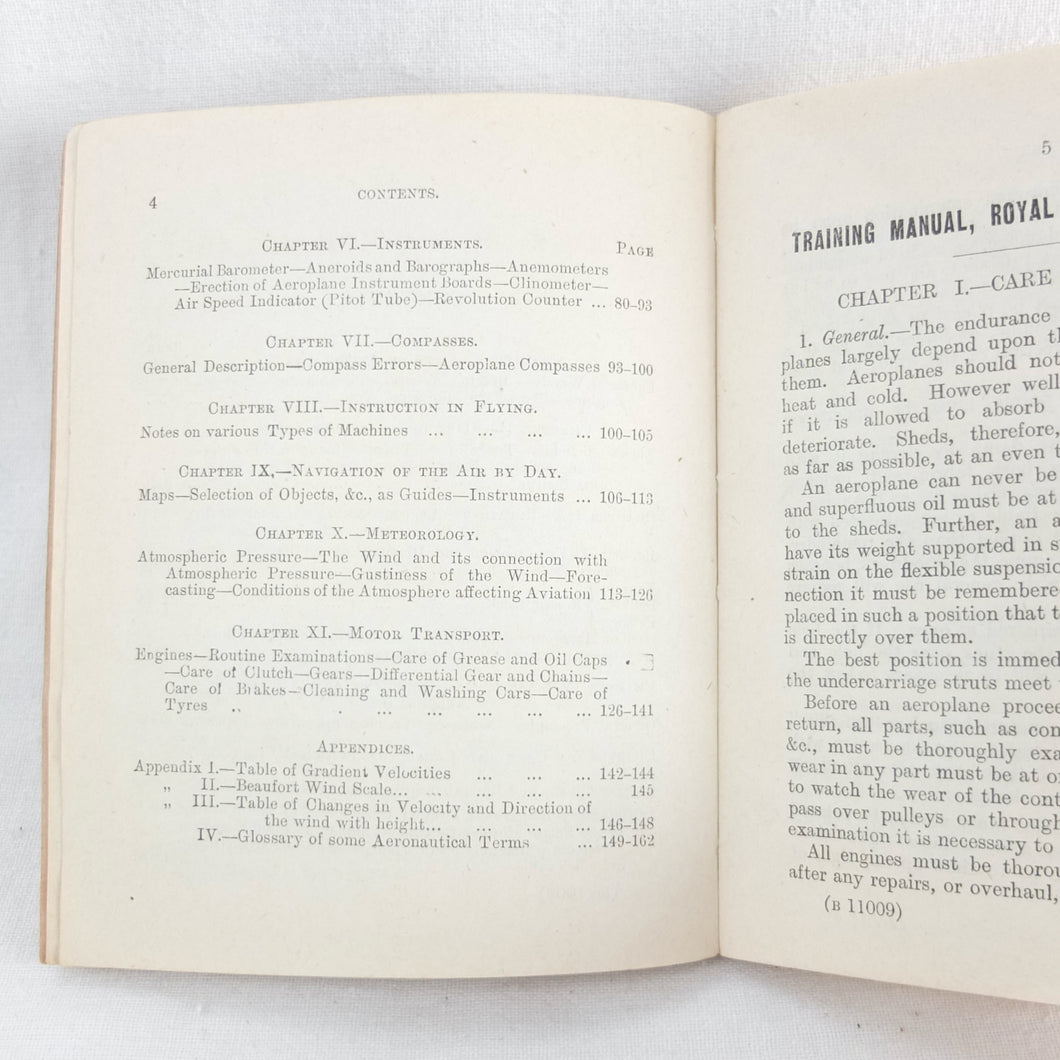 4 CONTENTS.
CHAPTER VI.—INSTRUMENTS. PAGE
Mercurial Barometer—Aneroids and Barographs—Anemometers
—Erection of Aeroplane Instrument Boards—Clinometer—
Air Speed Indicator (Pitot Tube)—Revolution Counter ... 80–93
CHAPTER VII.—COMPASSES.
General Description—Compass Errors—Aeroplane Compasses 93–100
CHAPTER VIII.—INSTRUCTION IN FLYING.
Notes on various Types of Machines ... ... ... ... 100–105
CHAPTER IX,—NAVIGATION OF THE AIR BY DAY.
Maps—Selection of Objects, &c., as Guides—Instruments ... 106–113
CHAPTER X.—METEOROLOGY.
Atmospheric Pressure—The Wind and its connection with
Atmospheric Pressure—Gustiness of the Wind—Fore-
casting—Conditions of the Atmosphere affecting Aviation 113–126
CHAPTER XI.—MOTOR TRANSPORT.
Engines—Routine Examinations—Care of Grease and Oil Caps
—Care of Clutch—Gears—Differential Gear and Chains—
Care of Brakes—Cleaning and Washing Cars—Care of
Tyres .. . ... ... ... ... ... 126–141
APPENDICES.
Appendix I.—Table of Gradient Velocities ... ... ... 142–144
„ II.—Beaufort Wind Scale... ... ... ... ... 145
„ III.—Table of Changes in Velocity and Direction of
the wind with height... ... ... ... 146–148
IV.—Glossary of some Aeronautical Terms ... 149–162
5
TRAINING MANUAL, ROYAL
CHAPTER I.—CARE
1. General.—The endurance
planes largely depend upon
them. Aeroplanes should not
heat and cold. However well
if it is allowed to absorb
deteriorate. Sheds, therefore,
as far as possible, at an even
An aeroplane can never be
and superfluous oil must be at
to the sheds. Further, an
have its weight supported in
strain on the flexible
nection it must be
placed in such a position that
is directly over them.
The best position is
the undercarriage struts meet
Before an aeroplane
return, all parts, such as
&c., must be thoroughly
wear in any part must be at
to watch the wear of the
pass over pulleys or
examination it is necessary to
All engines must be
after any repairs, or overhaul,
(B 11009)